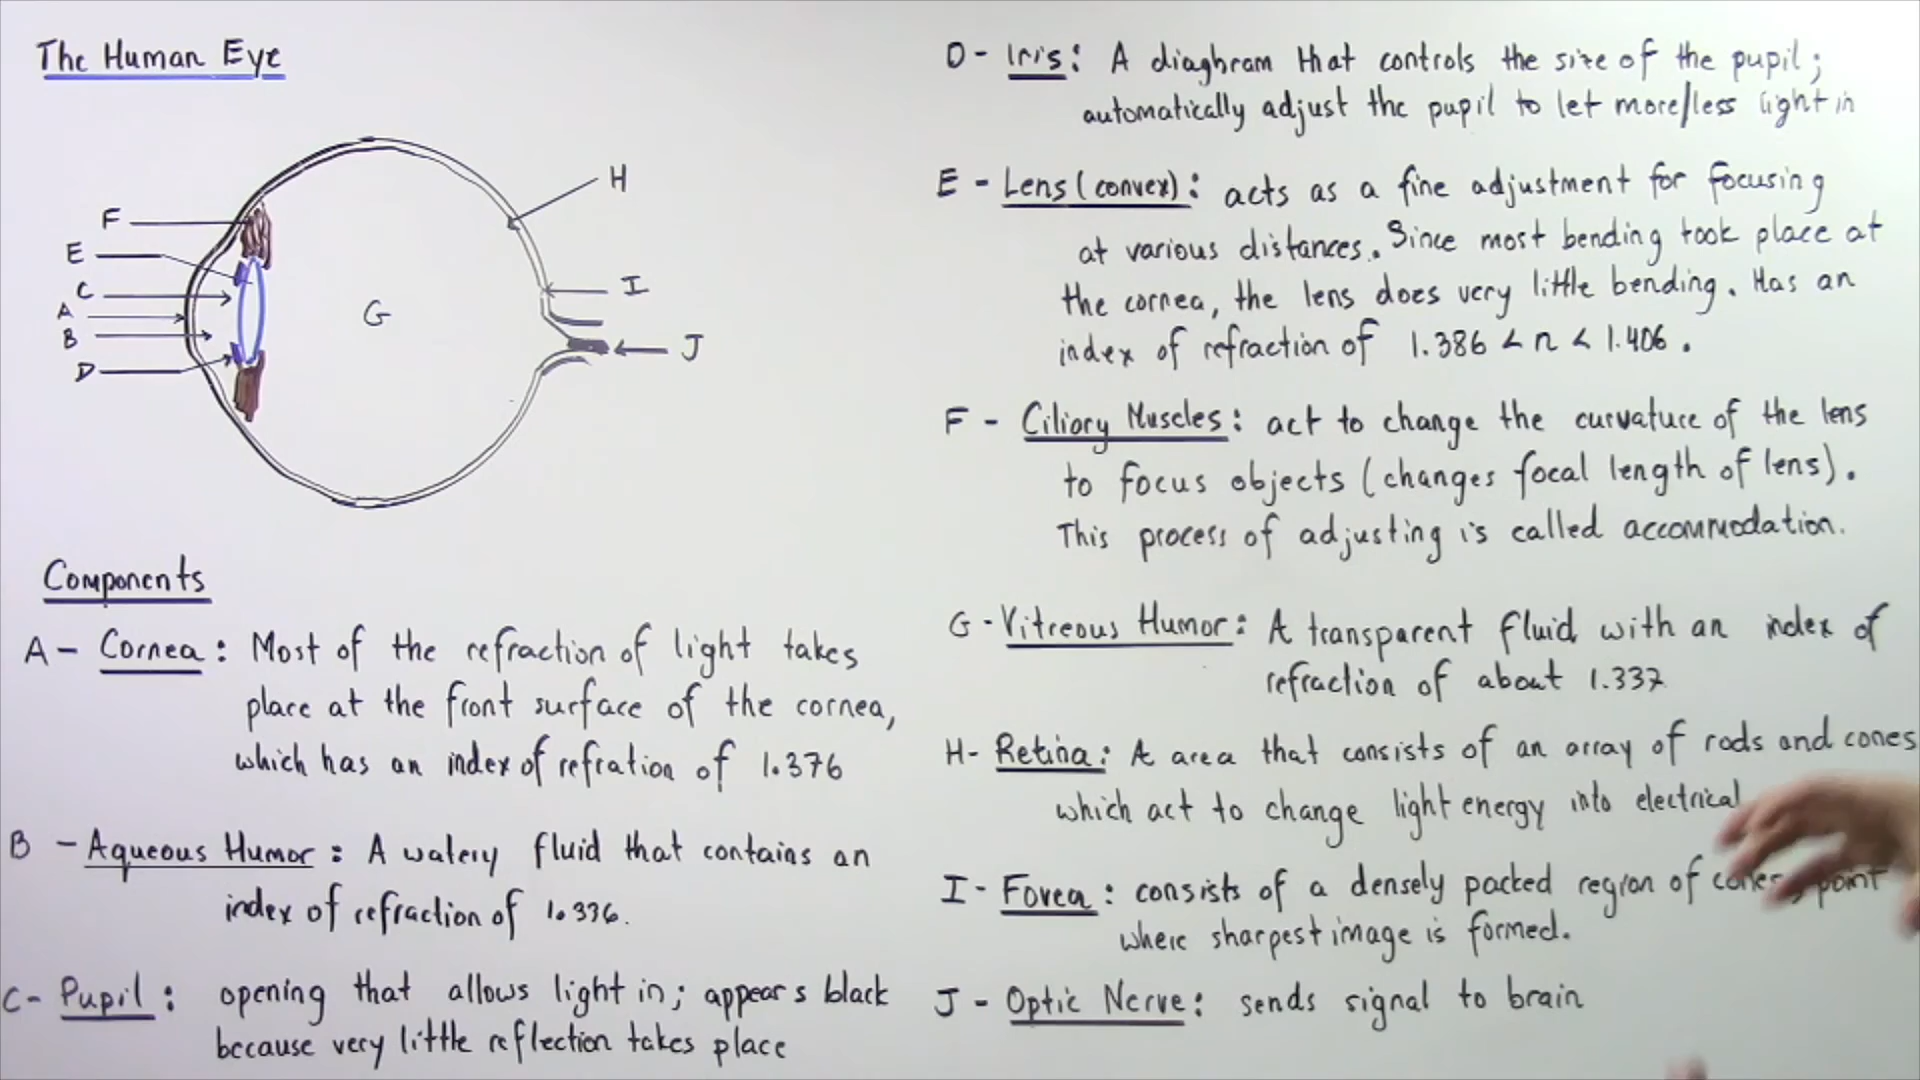 The Human Eye
F
E
C
A
B
D
G
H
I
J
Components
A - Cornea: Most of the refraction of light takes
place at the front surface of the cornea,
which has an index of refration of 1.376
B - Aqueous Humor: A watery fluid that contains an
index of refraction of 1.336.
C - Pupil: opening that allows light in; appears black
because very little reflection takes place
D - Iris: A diaghram that controls the size of the pupil;
automatically adjust the pupil to let more/less light in
E - Lens (convex): acts as a fine adjustment for focusing
at various distances. Since most bending took place at
the cornea, the lens does very little bending. Has an
index of refraction of 1.386 < n < 1.406.
F - Ciliory Muscles: act to change the curvature of the lens
to focus objects (changes focal length of lens).
This process of adjusting is called accommodation.
G - Vitreous Humor: A transparent fluid with an index of
refraction of about 1.337
H - Retina: A area that consists of an array of rods and cones
which act to change light energy into electrical
I - Fovea: consists of a densely packed region of cones, point
where sharpest image is formed.
J - Optic Nerve: sends signal to brain